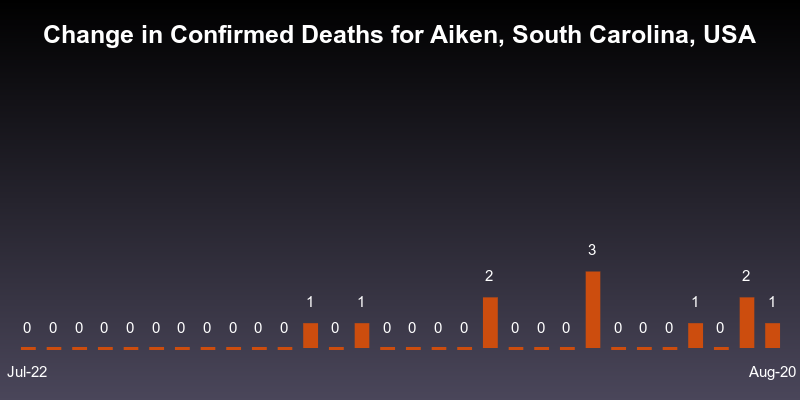 Change in Confirmed Deaths for Aiken, South Carolina, USA
3
2 2
1 1 1 1
0 0 0 0 0 0 0 0 0 0 0 0 0 0 0 0 0 0 0 0 0 0 0
Jul-22 Aug-20